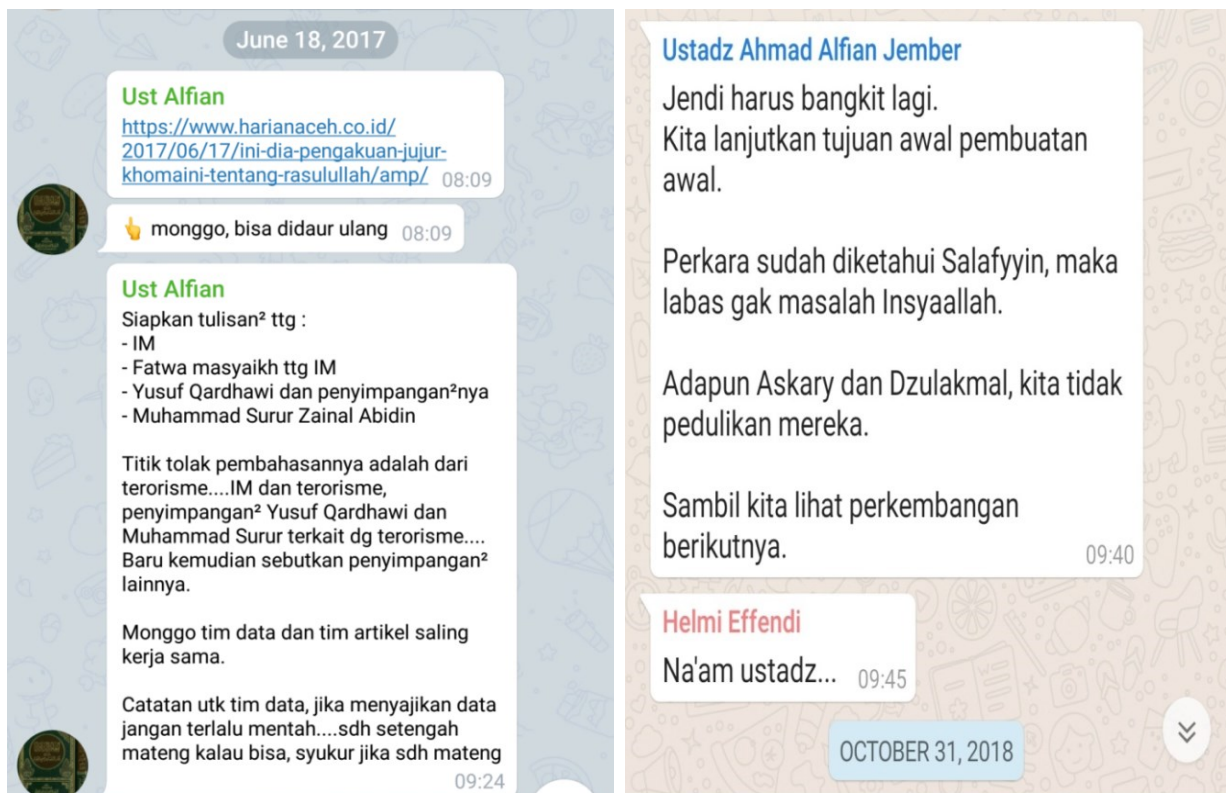 June 18, 2017
Ust Alfian
https://www.harianaceh.co.id/
2017/06/17/ini-dia-pengakuan-jujur-
khomaini-tentang-rasulullah/amp/ 08:09
👆 monggo, bisa didaur ulang 08:09
Ust Alfian
Siapkan tulisan² ttg :
- IM
- Fatwa masyaikh ttg IM
- Yusuf Qardhawi dan penyimpangan²nya
- Muhammad Surur Zainal Abidin
Titik tolak pembahasannya adalah dari
terorisme....IM dan terorisme,
penyimpangan² Yusuf Qardhawi dan
Muhammad Surur terkait dg terorisme....
Baru kemudian sebutkan penyimpangan²
lainnya.
Monggo tim data dan tim artikel saling
kerja sama.
Catatan utk tim data, jika menyajikan data
jangan terlalu mentah....sdh setengah
mateng kalau bisa, syukur jika sdh mateng
09:24
Ustadz Ahmad Alfian Jember
Jendi harus bangkit lagi.
Kita lanjutkan tujuan awal pembuatan
awal.
Perkara sudah diketahui Salafyyin, maka
labas gak masalah Insyaallah.
Adapun Askary dan Dzulakmal, kita tidak
pedulikan mereka.
Sambil kita lihat perkembangan
berikutnya. 09:40
Helmi Effendi
Na'am ustadz... 09:45
OCTOBER 31, 2018